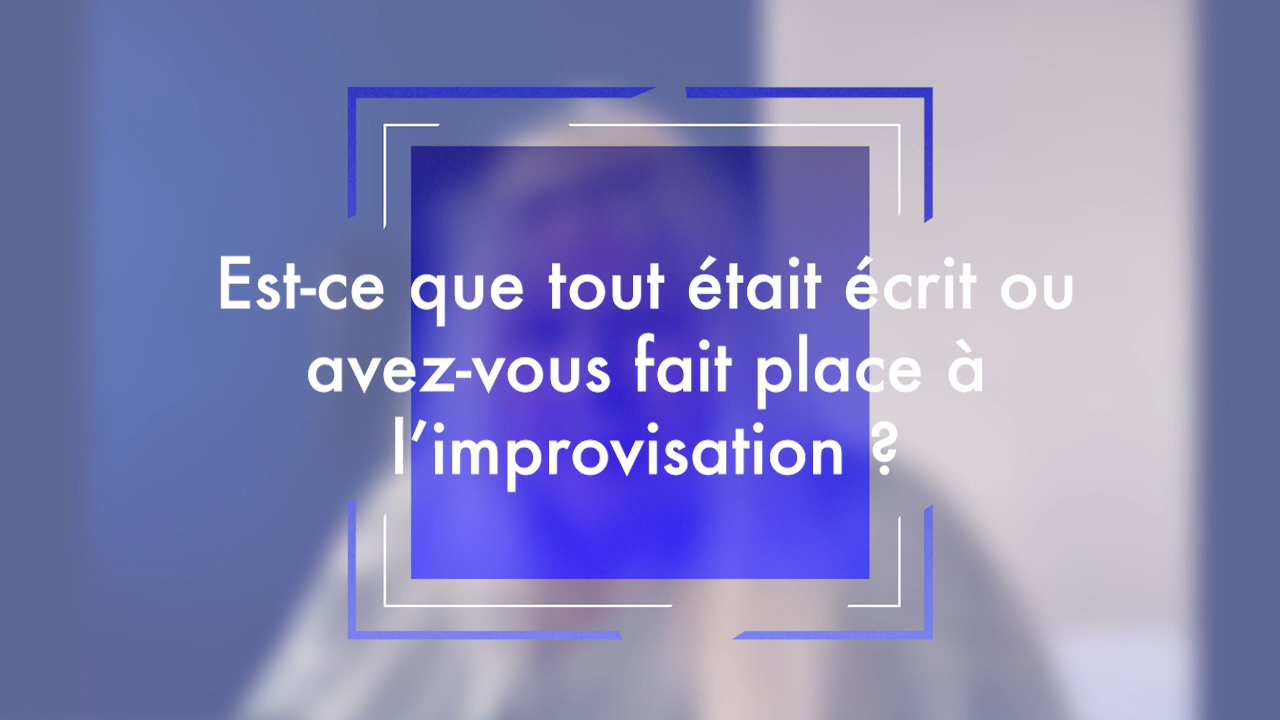 Est-ce que tout était écrit ou
avez-vous fait place à
l’improvisation ?